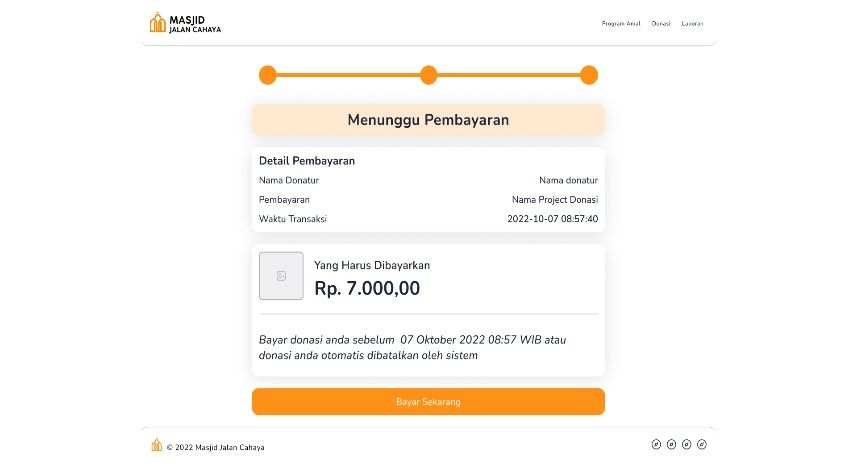 MASJID
JALAN CAHAYA
Program Amal Donasi Laporan
Menunggu Pembayaran
Detail Pembayaran
Nama Donatur Nama donatur
Pembayaran Nama Project Donasi
Waktu Transaksi 2022-10-07 08:57:40
Yang Harus Dibayarkan
Rp. 7.000,00
Bayar donasi anda sebelum 07 Oktober 2022 08:57 WIB atau
donasi anda otomatis dibatalkan oleh sistem
Bayar Sekarang
© 2022 Masjid Jalan Cahaya